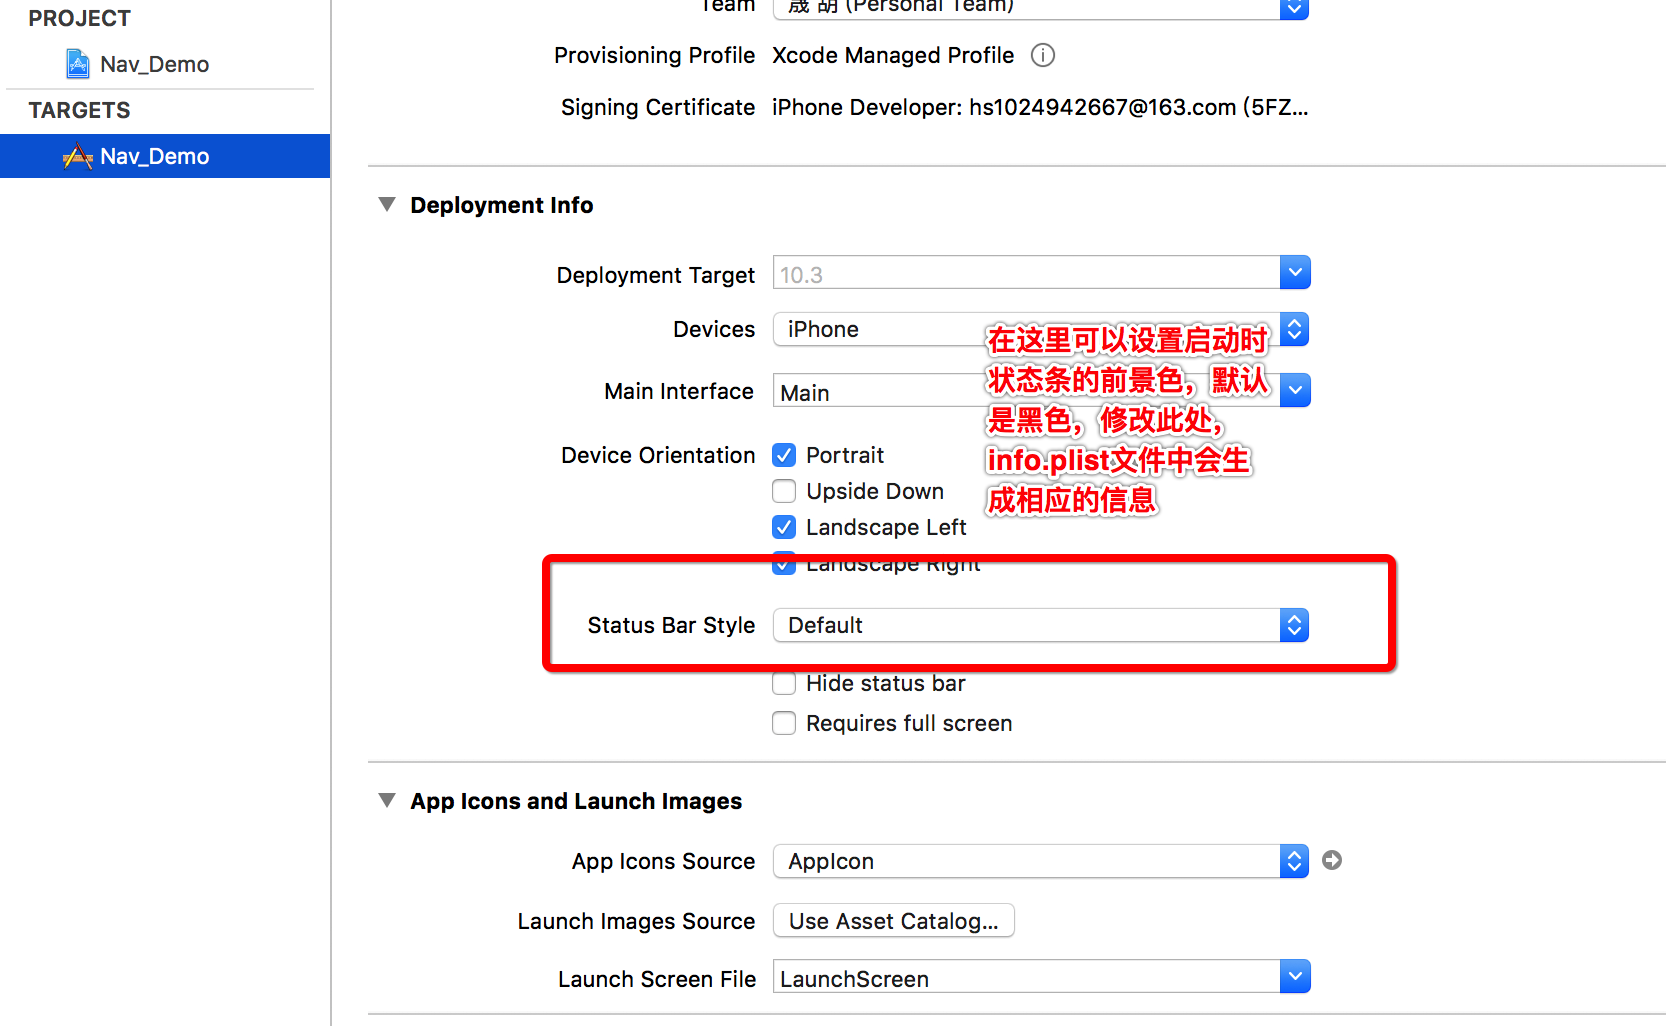 PROJECT
Nav_Demo
TARGETS
Nav_Demo
Team 晟 胡 (Personal Team)
Provisioning Profile Xcode Managed Profile
Signing Certificate iPhone Developer: hs1024942667@163.com (5FZ...
Deployment Info
Deployment Target 10.3
Devices iPhone
Main Interface Main
在这里可以设置启动时
状态条的前景色，默认
是黑色，修改此处，
info.plist文件中会生
成相应的信息
Device Orientation Portrait
Upside Down
Landscape Left
Landscape Right
Status Bar Style Default
Hide status bar
Requires full screen
App Icons and Launch Images
App Icons Source AppIcon
Launch Images Source Use Asset Catalog...
Launch Screen File LaunchScreen